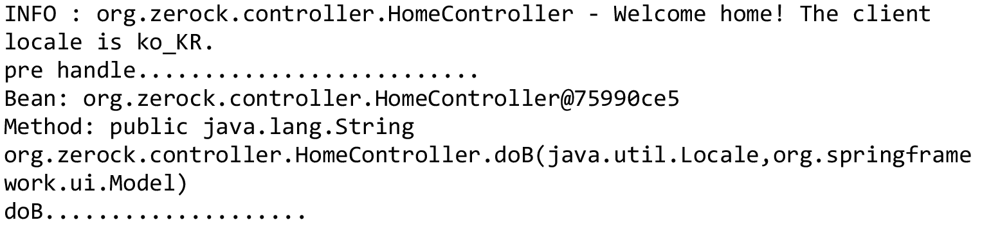 INFO : org.zerock.controller.HomeController - Welcome home! The client
locale is ko_KR.
pre handle..........................
Bean: org.zerock.controller.HomeController@75990ce5
Method: public java.lang.String
org.zerock.controller.HomeController.doB(java.util.Locale,org.springframe
work.ui.Model)
doB....................